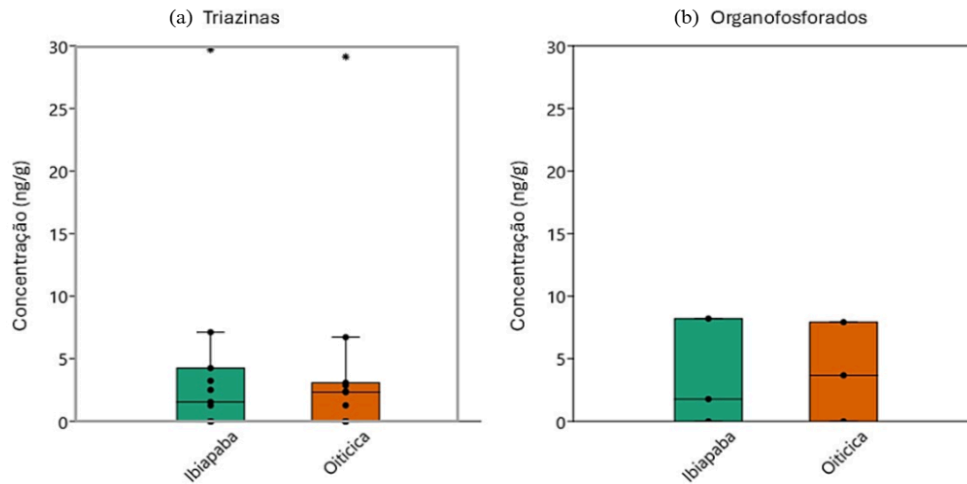 (a) Triazinas
(b) Organofosforados
30
25
20
15
10
5
0
Concentração (ng/g)
Ibiapaba
Oiticica
30
25
20
15
10
5
0
Concentração (ng/g)
Ibiapaba
Oiticica